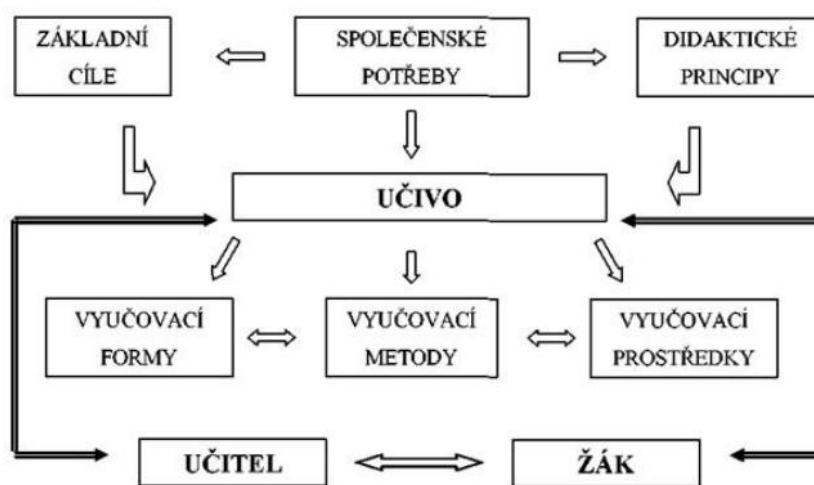 ZÁKLADNÍ
CÍLE
SPOLEČENSKÉ
POTŘEBY
DIDAKTICKÉ
PRINCIPY
UČIVO
VYUČOVACÍ
FORMY
VYUČOVACÍ
METODY
VYUČOVACÍ
PROSTŘEDKY
UČITEL
ŽÁK